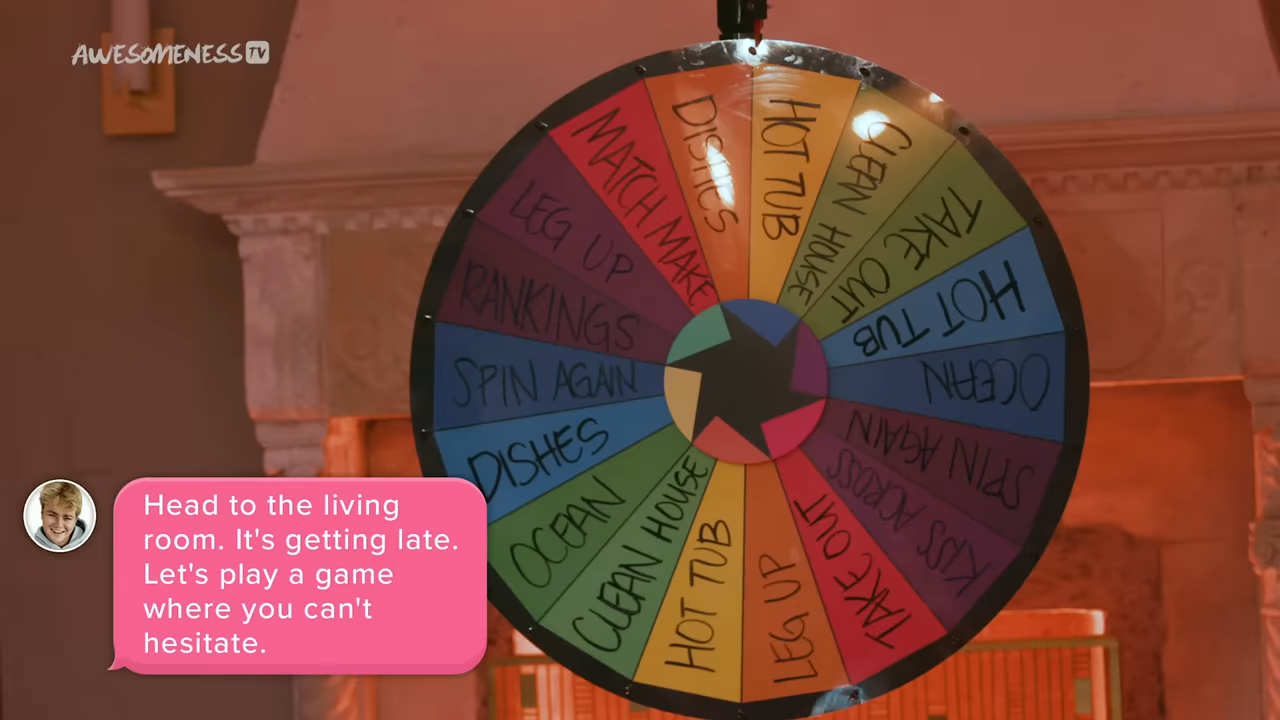 AWESOMENESS TV
HOT TUB
CLEAN HOUSE
TAKE OUT
HOT TUB
OCEAN
SPIN AGAIN
KISS ACROSS
TAKE OUT
LEG UP
HOT TUB
CLEAN HOUSE
OCEAN
DISHES
SPIN AGAIN
RANKINGS
LEG UP
MATCH MAKE
DISHES
Head to the living
room. It's getting late.
Let's play a game
where you can't
hesitate.